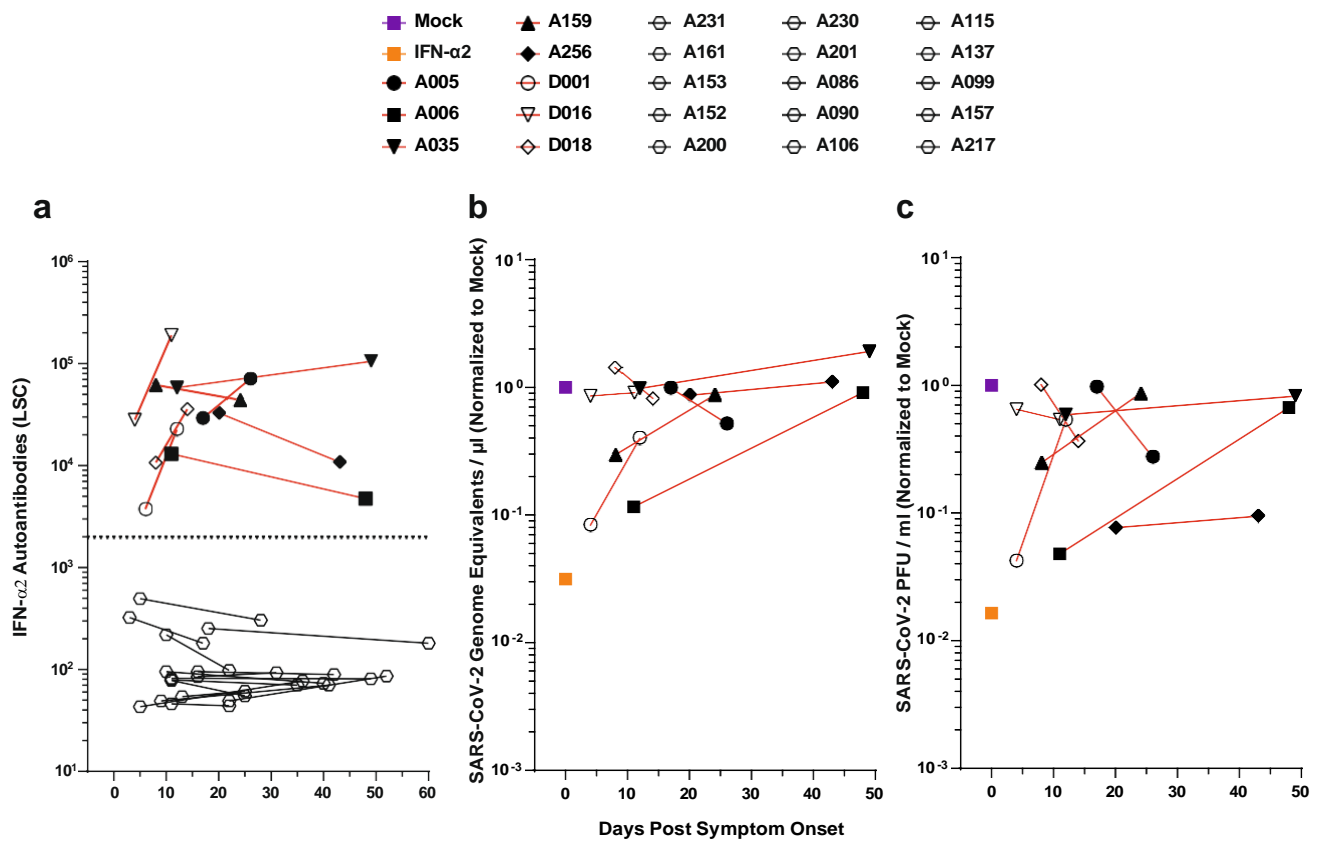 Mock A159 A231 A230 A115
IFN-α2 A256 A161 A201 A137
A005 D001 A153 A086 A099
A006 D016 A152 A090 A157
A035 D018 A200 A106 A217
a
IFN-α2 Autoantibodies (LSC)
10⁶
10⁵
10⁴
10³
10²
10¹
0 10 20 30 40 50 60
b
SARS-CoV-2 Genome Equivalents / µl (Normalized to Mock)
10¹
10⁰
10⁻¹
10⁻²
10⁻³
0 10 20 30 40 50
c
SARS-CoV-2 PFU / ml (Normalized to Mock)
10¹
10⁰
10⁻¹
10⁻²
10⁻³
0 10 20 30 40 50
Days Post Symptom Onset